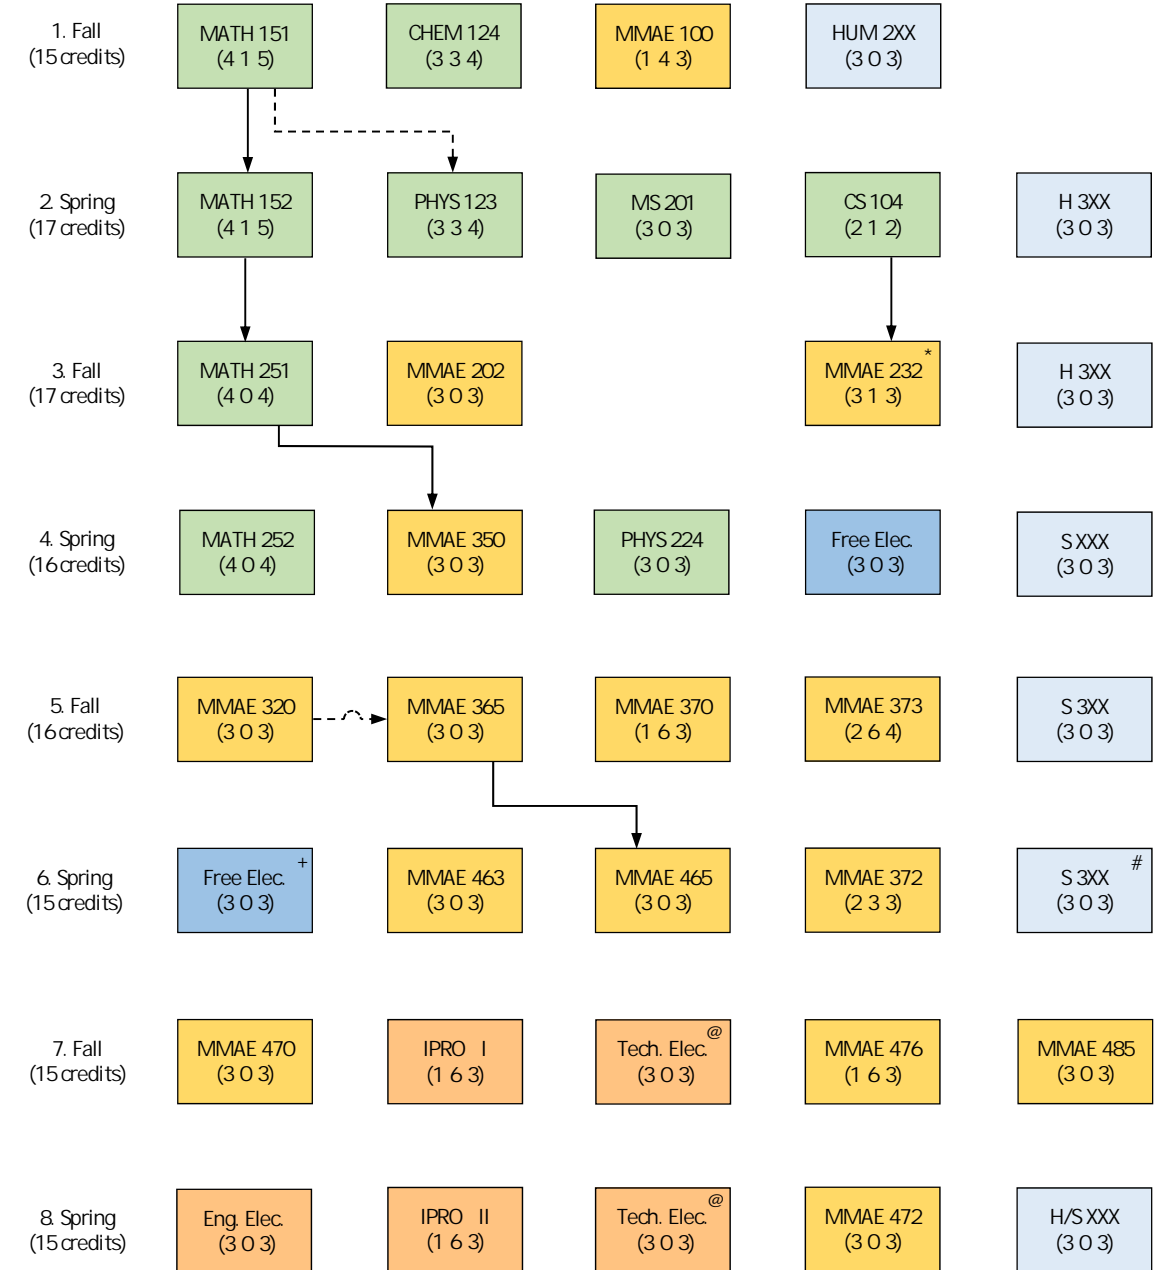 1. Fall
(15 credits)
MATH 151
(4 1 5)
CHEM 124
(3 3 4)
MMAE 100
(1 4 3)
HUM 2XX
(3 0 3)
2. Spring
(17 credits)
MATH 152
(4 1 5)
PHYS 123
(3 3 4)
MS 201
(3 0 3)
CS 104
(2 1 2)
H 3XX
(3 0 3)
3. Fall
(17 credits)
MATH 251
(4 0 4)
MMAE 202
(3 0 3)
MMAE 232 *
(3 1 3)
H 3XX
(3 0 3)
4. Spring
(16 credits)
MATH 252
(4 0 4)
MMAE 350
(3 0 3)
PHYS 224
(3 0 3)
Free Elec.
(3 0 3)
S XXX
(3 0 3)
5. Fall
(16 credits)
MMAE 320
(3 0 3)
MMAE 365
(3 0 3)
MMAE 370
(1 6 3)
MMAE 373
(2 6 4)
S 3XX
(3 0 3)
6. Spring
(15 credits)
Free Elec. +
(3 0 3)
MMAE 463
(3 0 3)
MMAE 465
(3 0 3)
MMAE 372
(2 3 3)
S 3XX #
(3 0 3)
7. Fall
(15 credits)
MMAE 470
(3 0 3)
IPRO I
(1 6 3)
Tech. Elec. @
(3 0 3)
MMAE 476
(1 6 3)
MMAE 485
(3 0 3)
8. Spring
(15 credits)
Eng. Elec.
(3 0 3)
IPRO II
(1 6 3)
Tech. Elec. @
(3 0 3)
MMAE 472
(3 0 3)
H/S XXX
(3 0 3)